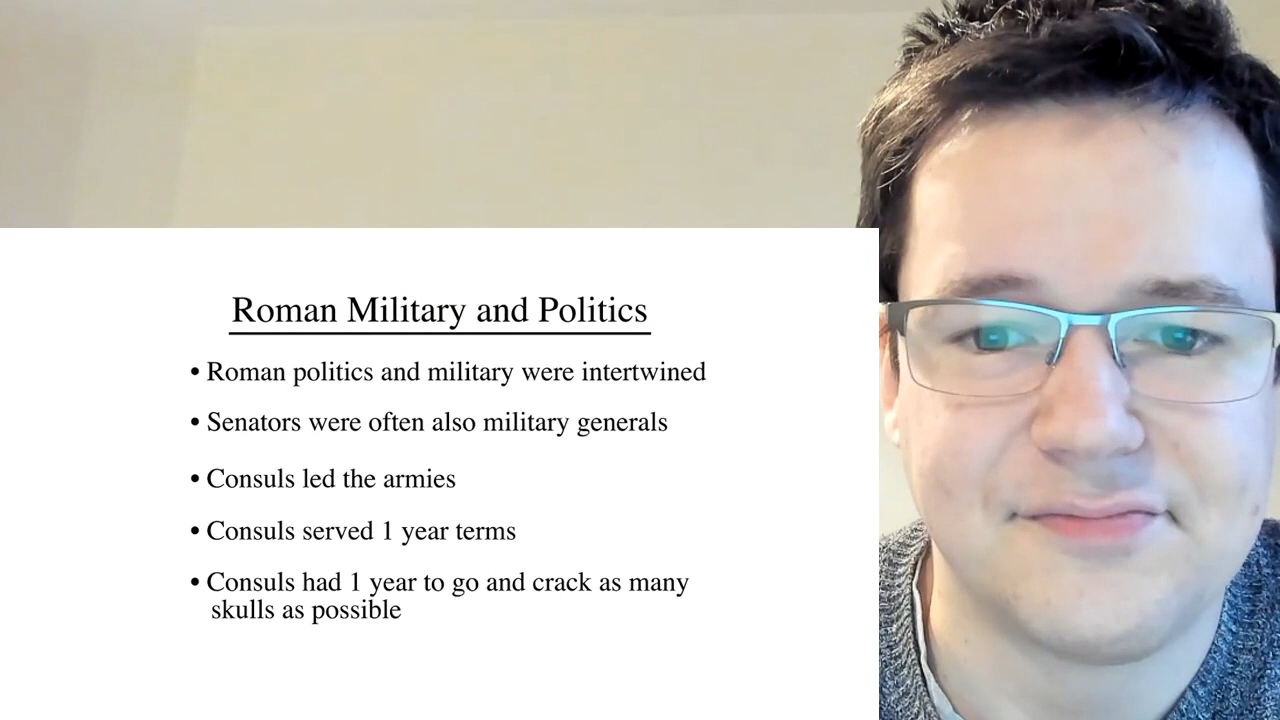 Roman Military and Politics
• Roman politics and military were intertwined
• Senators were often also military generals
• Consuls led the armies
• Consuls served 1 year terms
• Consuls had 1 year to go and crack as many
skulls as possible